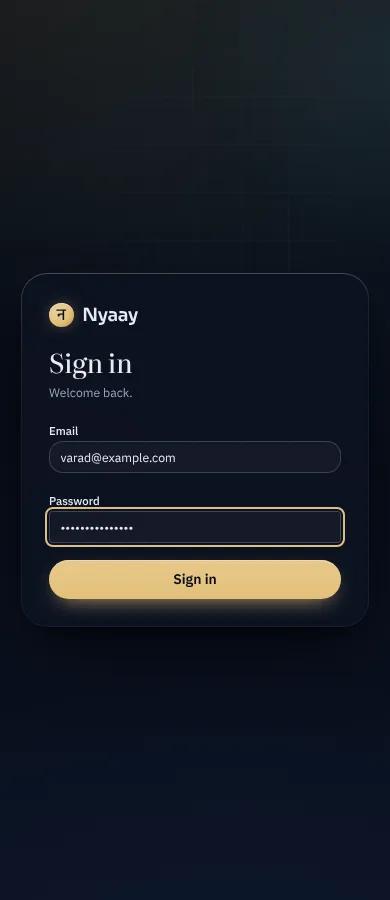 न Nyaay
Sign in
Welcome back.
Email
varad@example.com
Password
•••••••••••••••
Sign in